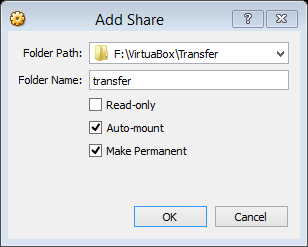 Add Share
?
Folder Path: F:\VirtuaBox\Transfer
Folder Name: transfer
Read-only
Auto-mount
Make Permanent
OK Cancel